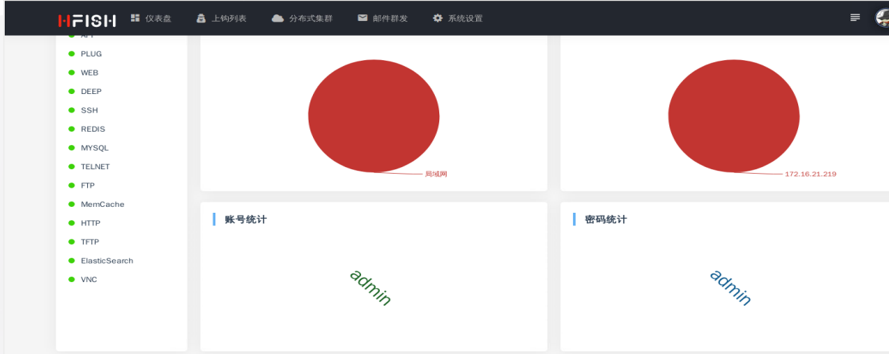 HFISH 仪表盘 上钩列表 分布式集群 邮件群发 系统设置
PLUG
WEB
DEEP
SSH
REDIS
MYSQL
TELNET
FTP
MemCache
HTTP
TFTP
ElasticSearch
VNC
局域网
172.16.21.219
账号统计
admin
密码统计
admin